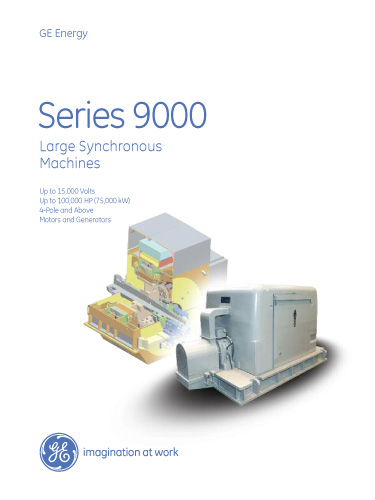 GE Energy
Series 9000
Large Synchronous
Machines
Up to 15,000 Volts
Up to 100,000 HP (75,000 kW)
4-Pole and Above
Motors and Generators
GE imagination at work